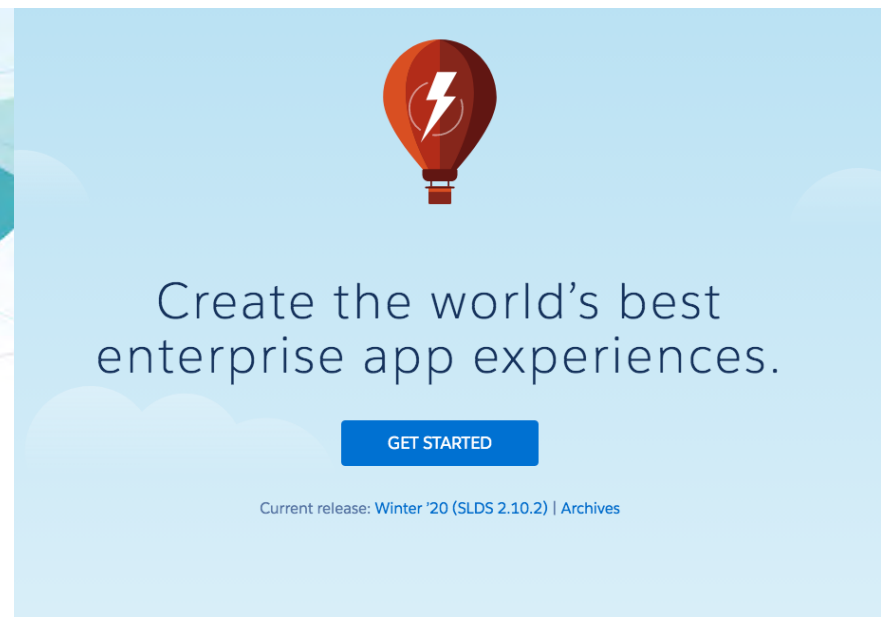 Create the world’s best
enterprise app experiences.
GET STARTED
Current release: Winter ’20 (SLDS 2.10.2) | Archives